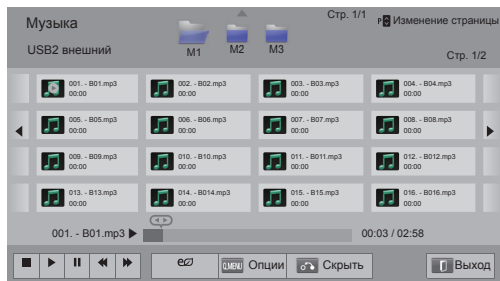 Музыка
Стр. 1/1
P Изменение страницы
USB2 внешний
M1 M2 M3
Стр. 1/2
001. - B01.mp3
00:00
002. - B02.mp3
00:00
003. - B03.mp3
00:00
004. - B04.mp3
00:00
005. - B05.mp3
00:00
006. - B06.mp3
00:00
007. - B07.mp3
00:00
008. - B08.mp3
00:00
009. - B09.mp3
00:00
010. - B10.mp3
00:00
011. - B011.mp3
00:00
012. - B012.mp3
00:00
013. - B13.mp3
00:00
014. - B014.mp3
00:00
015. - B15.mp3
00:00
016. - B016.mp3
00:00
001. - B01.mp3
00:03 / 02:58
Q.MENU Опции Скрыть Выход